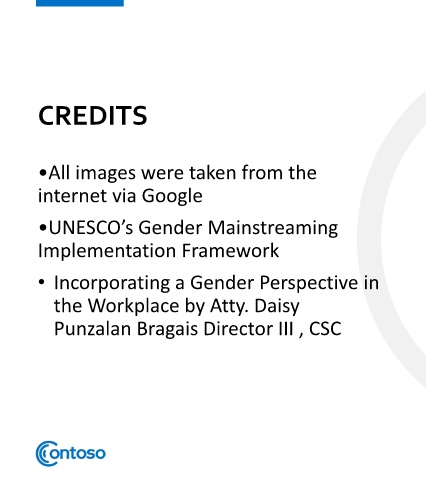 CREDITS
•All images were taken from the
internet via Google
•UNESCO’s Gender Mainstreaming
Implementation Framework
• Incorporating a Gender Perspective in
the Workplace by Atty. Daisy
Punzalan Bragais Director III , CSC
Contoso